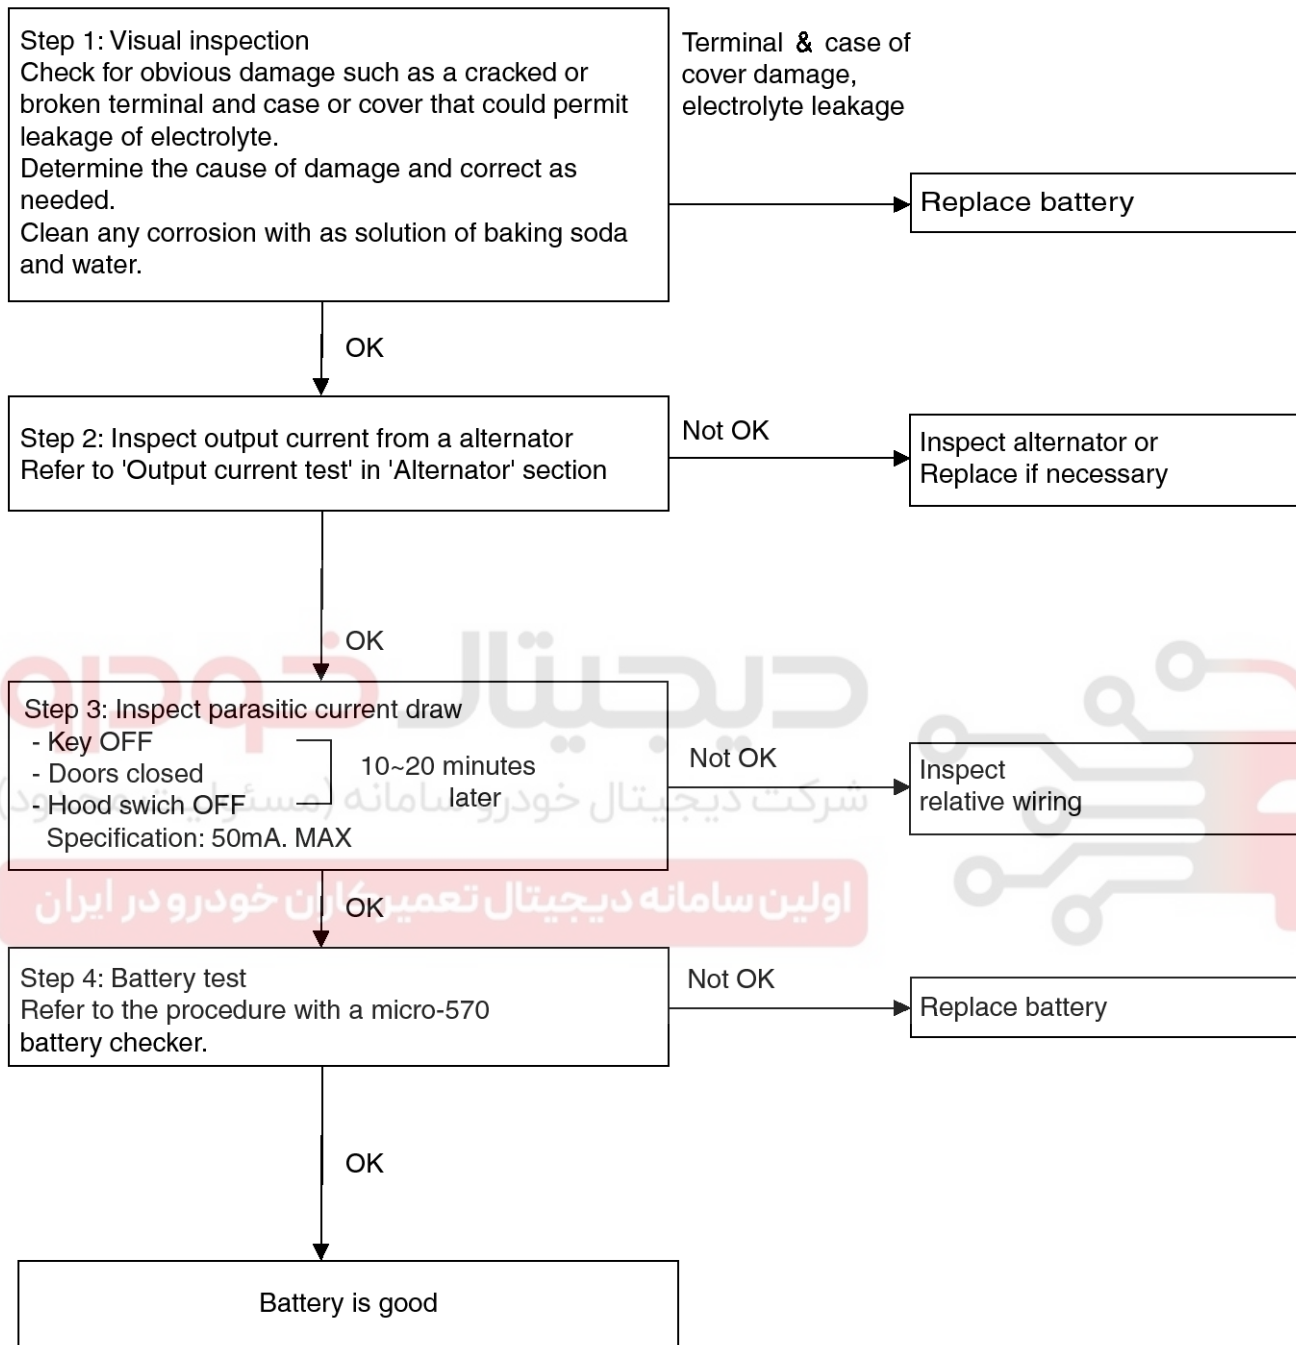 Step 1: Visual inspection
Check for obvious damage such as a cracked or
broken terminal and case or cover that could permit
leakage of electrolyte.
Determine the cause of damage and correct as
needed.
Clean any corrosion with as solution of baking soda
and water.
Terminal & case of
cover damage,
electrolyte leakage
Replace battery
OK
Step 2: Inspect output current from a alternator
Refer to 'Output current test' in 'Alternator' section
Not OK
Inspect alternator or
Replace if necessary
OK
دیجیتال خودرو
Step 3: Inspect parasitic current draw
- Key OFF
- Doors closed
- Hood swich OFF
10~20 minutes
later
Specification: 50mA. MAX
Not OK
Inspect
relative wiring
شرکت دیجیتال خودرو سامانه (مسئولیت محدود)
اولین سامانه دیجیتال تعمیرکاران خودرو در ایران
OK
Step 4: Battery test
Refer to the procedure with a micro-570
battery checker.
Not OK
Replace battery
OK
Battery is good